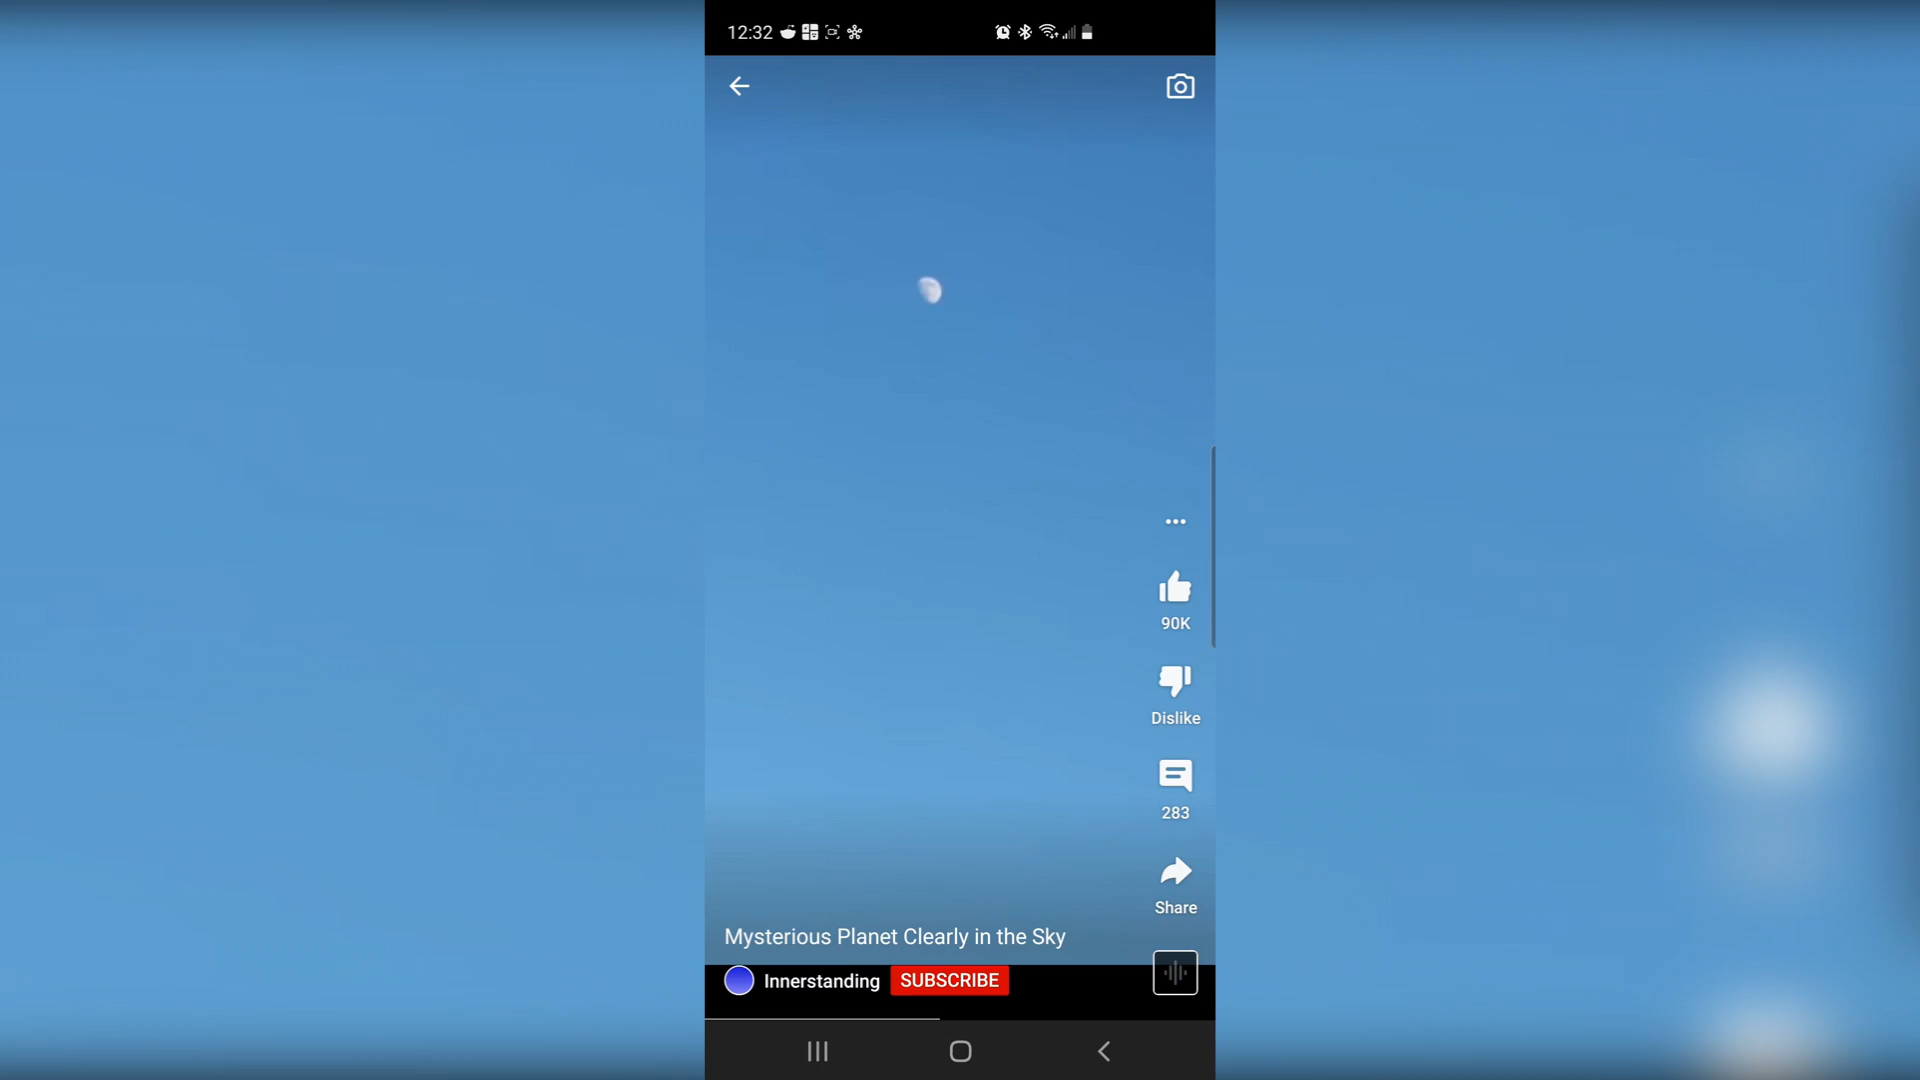 12:32
90K
Dislike
283
Share
Mysterious Planet Clearly in the Sky
Innerstanding SUBSCRIBE